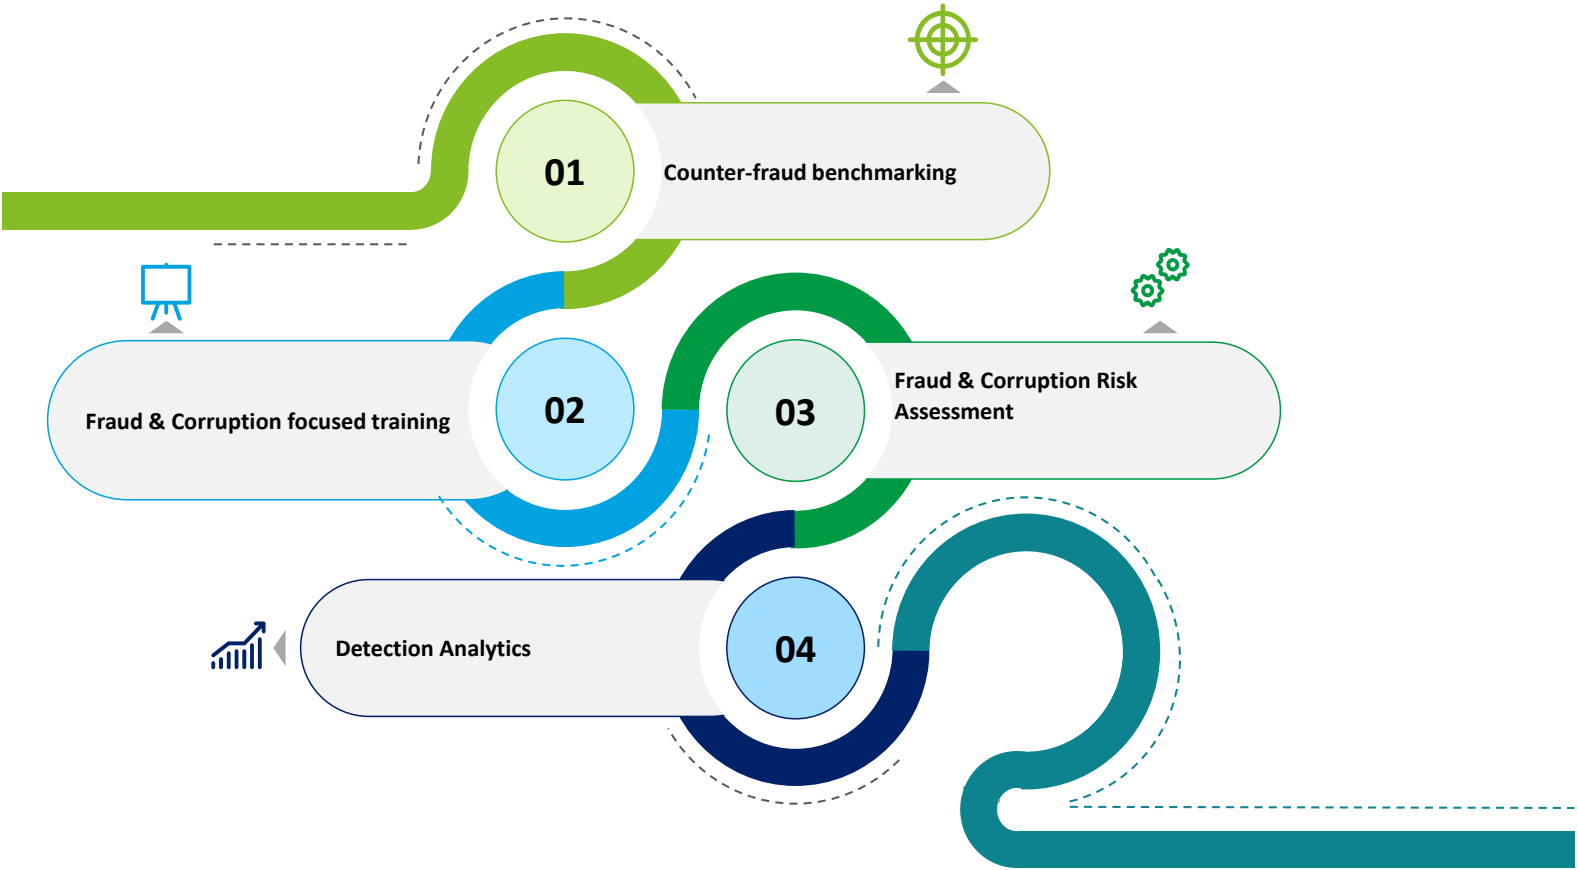 01
Counter-fraud benchmarking
Fraud & Corruption focused training
02
03
Fraud & Corruption Risk
Assessment
Detection Analytics
04